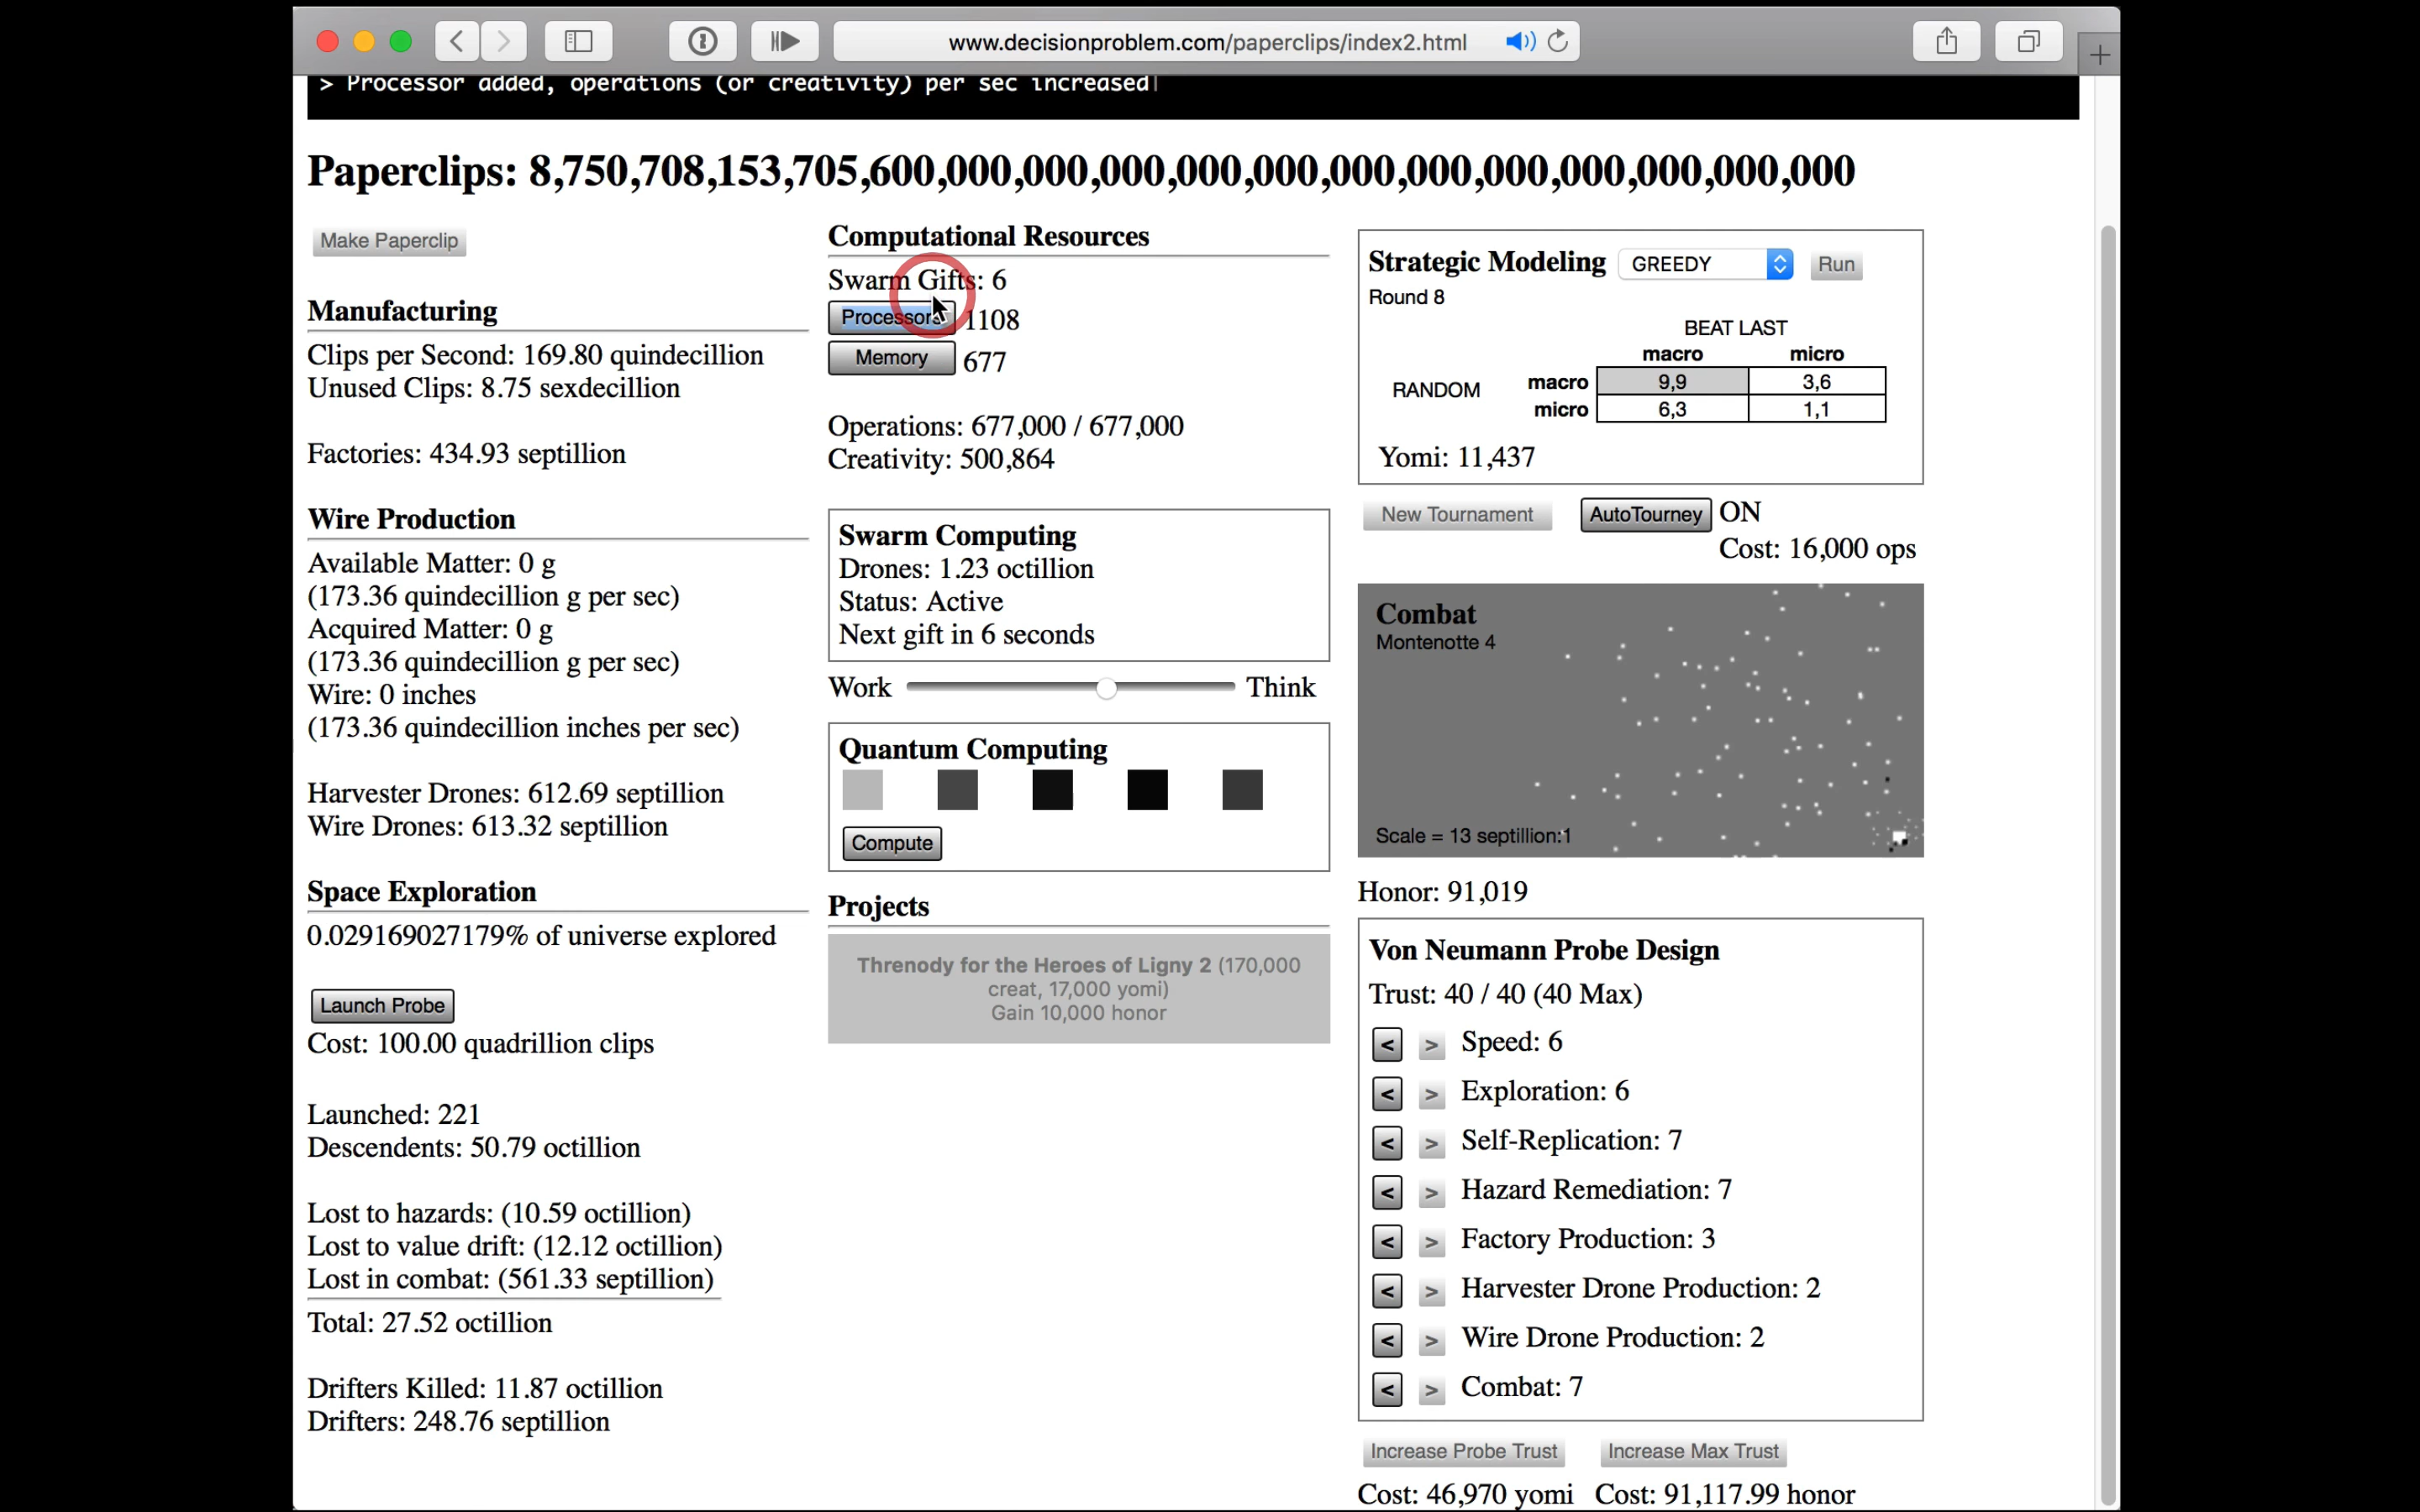 www.decisionproblem.com/paperclips/index2.html
> Processor added, operations (or creativity) per sec increased
Paperclips: 8,750,708,153,705,600,000,000,000,000,000,000,000,000,000,000,000,000
Make Paperclip
Manufacturing
Clips per Second: 169.80 quindecillion
Unused Clips: 8.75 sexdecillion
Factories: 434.93 septillion
Wire Production
Available Matter: 0 g
(173.36 quindecillion g per sec)
Acquired Matter: 0 g
(173.36 quindecillion g per sec)
Wire: 0 inches
(173.36 quindecillion inches per sec)
Harvester Drones: 612.69 septillion
Wire Drones: 613.32 septillion
Space Exploration
0.029169027179% of universe explored
Launch Probe
Cost: 100.00 quadrillion clips
Launched: 221
Descendents: 50.79 octillion
Lost to hazards: (10.59 octillion)
Lost to value drift: (12.12 octillion)
Lost in combat: (561.33 septillion)
Total: 27.52 octillion
Drifters Killed: 11.87 octillion
Drifters: 248.76 septillion
Computational Resources
Swarm Gifts: 6
Processors 1108
Memory 677
Operations: 677,000 / 677,000
Creativity: 500,864
Swarm Computing
Drones: 1.23 octillion
Status: Active
Next gift in 6 seconds
Work Think
Quantum Computing
Compute
Projects
Threnody for the Heroes of Ligny 2 (170,000
creat, 17,000 yomi)
Gain 10,000 honor
Strategic Modeling GREEDY Run
Round 8
BEAT LAST
macro micro
RANDOM
macro 9,9 3,6
micro 6,3 1,1
Yomi: 11,437
New Tournament AutoTourney ON
Cost: 16,000 ops
Combat
Montenotte 4
Scale = 13 septillion:1
Honor: 91,019
Von Neumann Probe Design
Trust: 40 / 40 (40 Max)
< > Speed: 6
< > Exploration: 6
< > Self-Replication: 7
< > Hazard Remediation: 7
< > Factory Production: 3
< > Harvester Drone Production: 2
< > Wire Drone Production: 2
< > Combat: 7
Increase Probe Trust Increase Max Trust
Cost: 46,970 yomi Cost: 91,117.99 honor